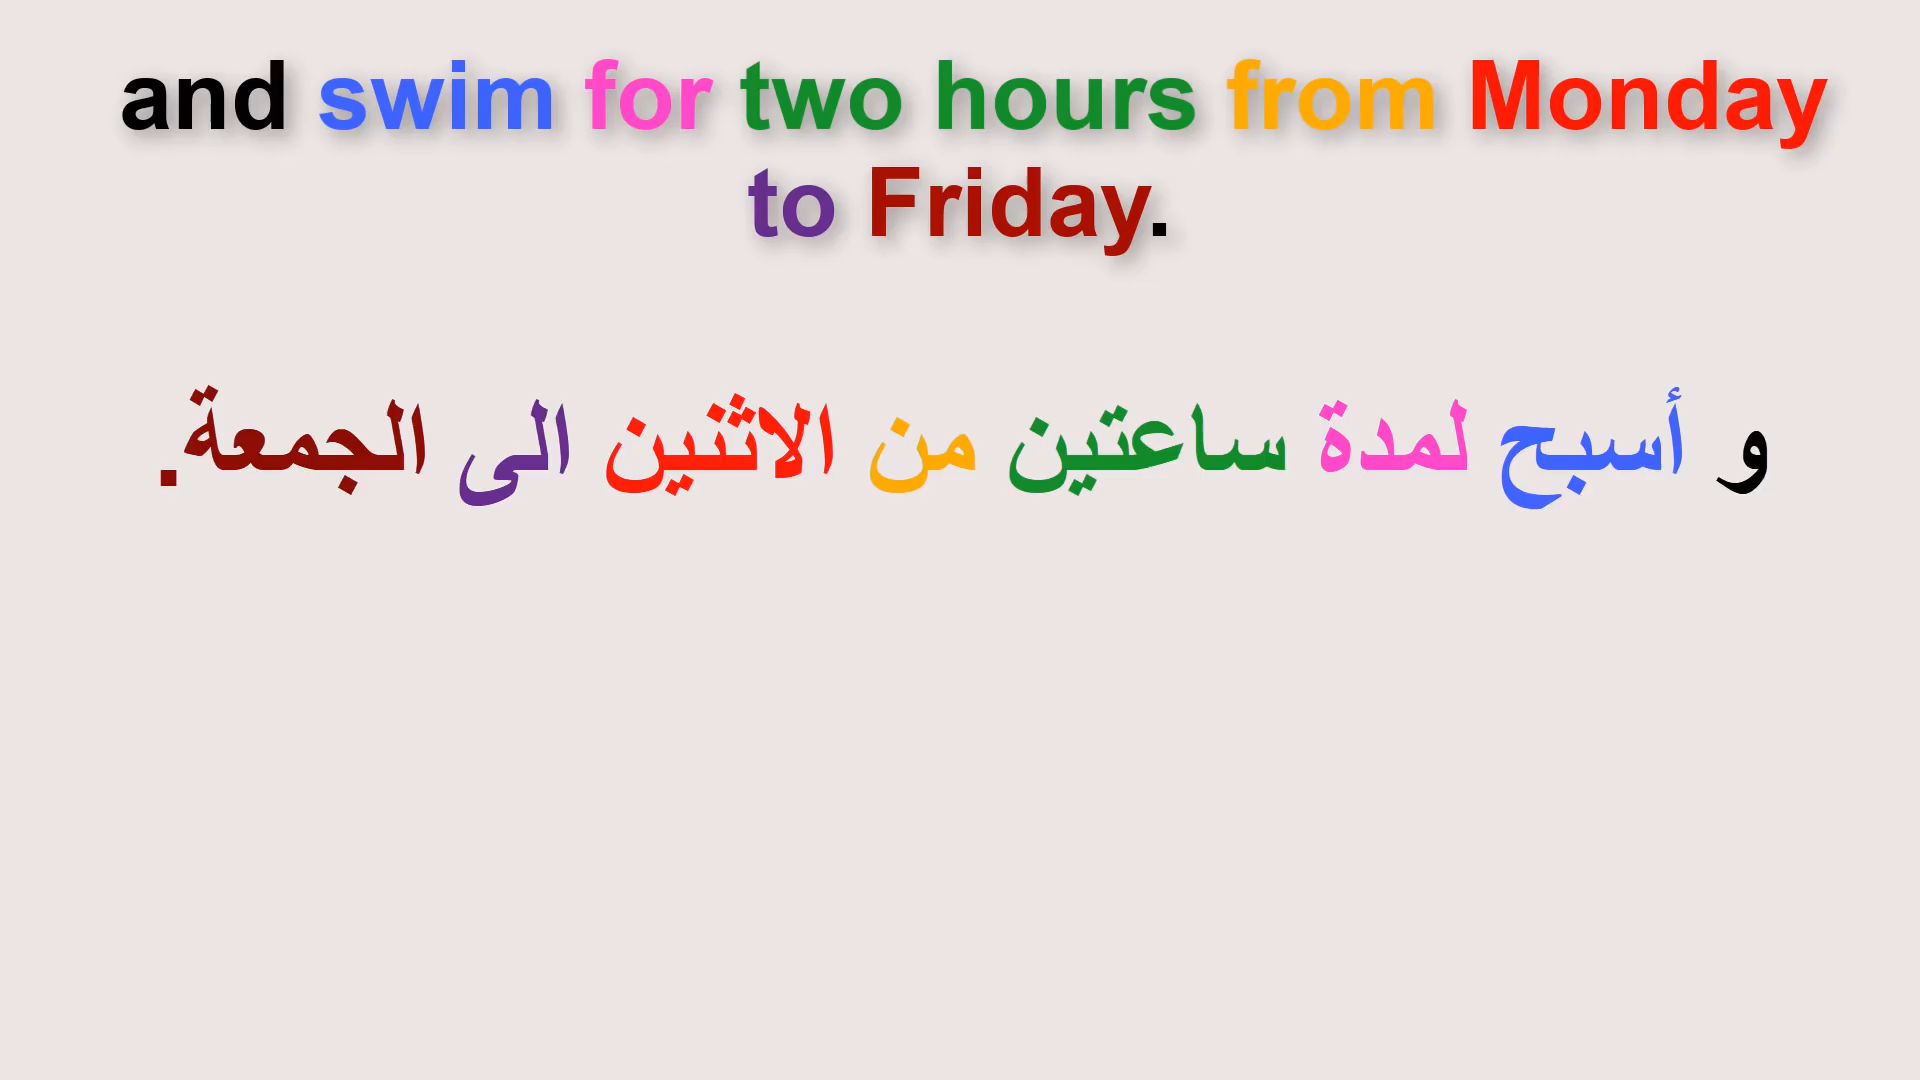 and swim for two hours from Monday
to Friday.
و أسبح لمدة ساعتين من الاثنين الى الجمعة.